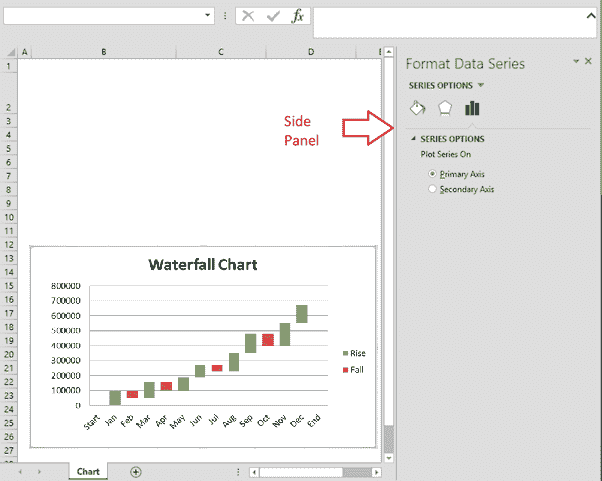 fx
A B C D E
1
2
3
4
5
6
7
8
9
10
11
12
13
14
15
16
17
18
19
20
21
22
23
24
25
26
27
Side
Panel
Waterfall Chart
800000
700000
600000
500000
400000
300000
200000
100000
0
Start Jan Feb Mar Apr May Jun Jul Aug Sep Oct Nov Dec End
Rise
Fall
Chart
Format Data Series
SERIES OPTIONS
SERIES OPTIONS
Plot Series On
Primary Axis
Secondary Axis